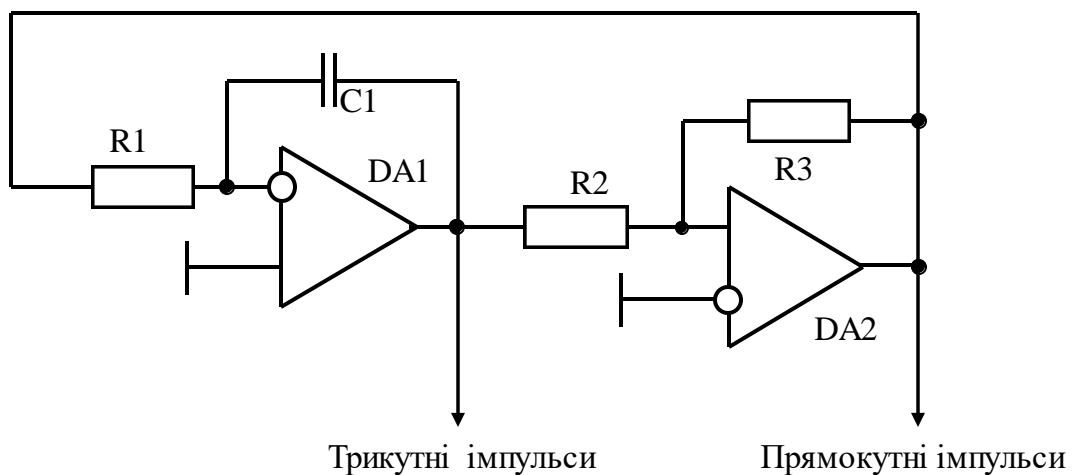 C1
R1
DA1
R2
R3
DA2
Трикутні імпульси
Прямокутні імпульси